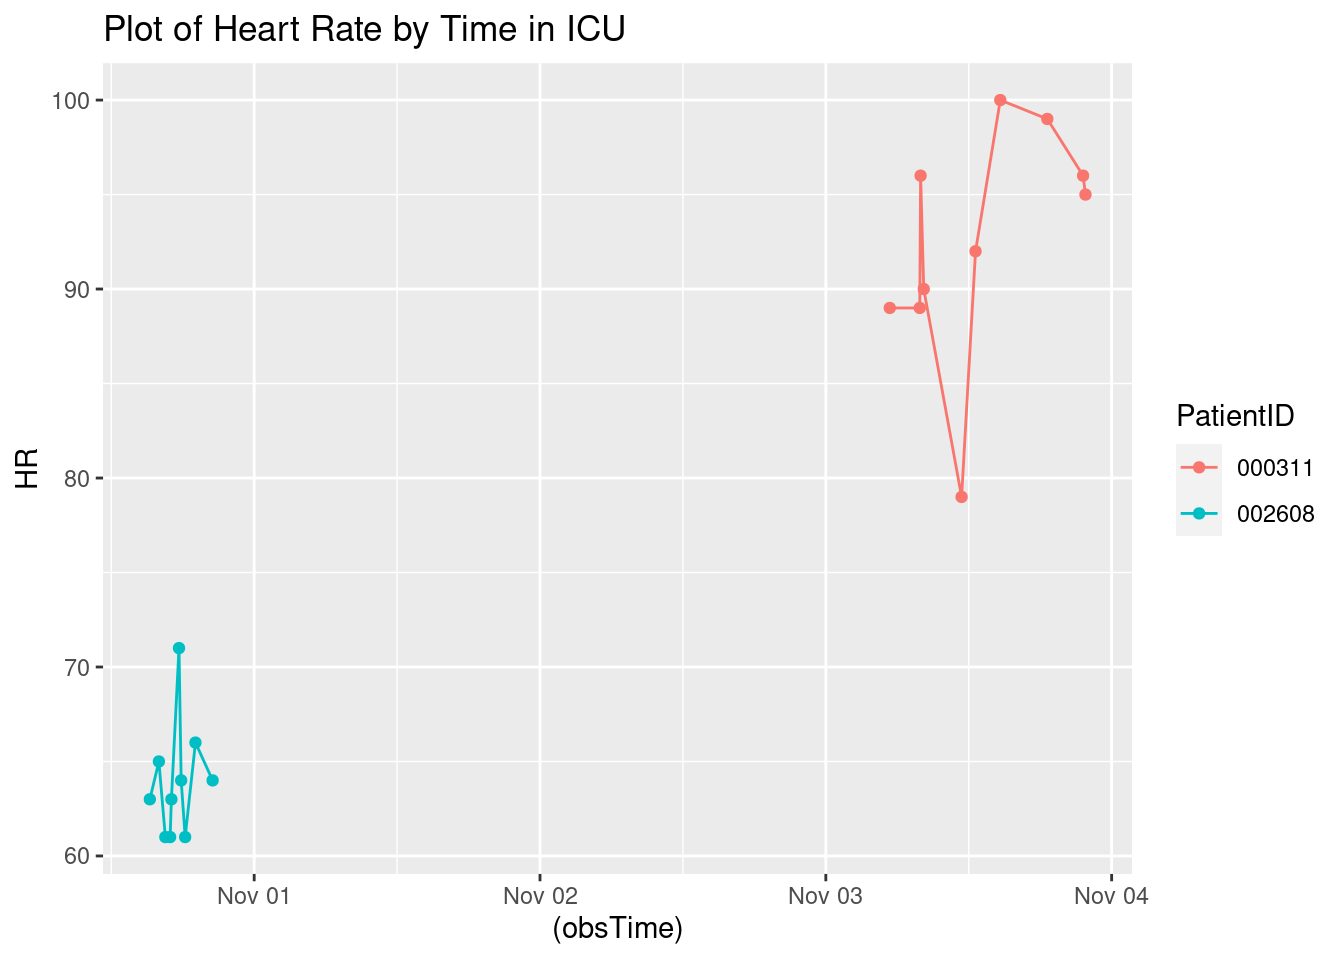 Plot of Heart Rate by Time in ICU
100
90
80
70
60
HR
Nov 01
Nov 02
Nov 03
Nov 04
(obsTime)
PatientID
000311
002608